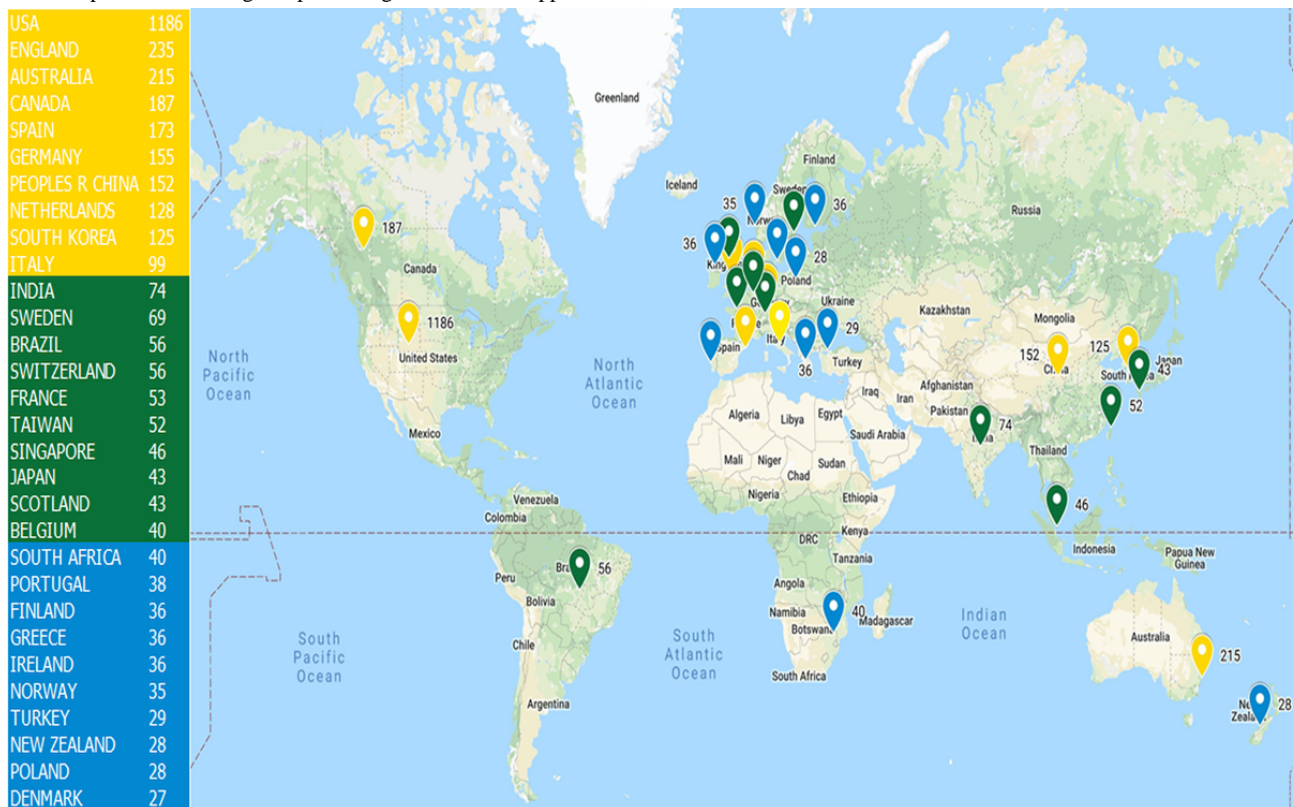 USA 1186
ENGLAND 235
AUSTRALIA 215
CANADA 187
SPAIN 173
GERMANY 155
PEOPLES R CHINA 152
NETHERLANDS 128
SOUTH KOREA 125
ITALY 99
INDIA 74
SWEDEN 69
BRAZIL 56
SWITZERLAND 56
FRANCE 53
TAIWAN 52
SINGAPORE 46
JAPAN 43
SCOTLAND 43
BELGIUM 40
SOUTH AFRICA 40
PORTUGAL 38
FINLAND 36
GREECE 36
IRELAND 36
NORWAY 35
TURKEY 29
NEW ZEALAND 28
POLAND 28
DENMARK 27
Greenland
Iceland
Finland
Russia
35
36
36
28
187
Canada
Poland
Ukraine
Kazakhstan
Mongolia
1186
United States
North
Pacific
Ocean
North
Atlantic
Ocean
Spain
Italy
29
36
Turkey
152
125
Japan
43
Iraq
Iran
Afghanistan
Pakistan
Algeria
Libya
Egypt
Saudi Arabia
52
74
Mexico
Mali
Niger
Chad
Sudan
Thailand
Nigeria
Ethiopia
46
Venezuela
Colombia
DRC
Kenya
Tanzania
Indonesia
Papua New
Guinea
56
Peru
Bolivia
Angola
Namibia
Botswana
40
Madagascar
Indian
Ocean
Australia
215
Chile
South
Pacific
Ocean
South
Atlantic
Ocean
South Africa
Argentina
28